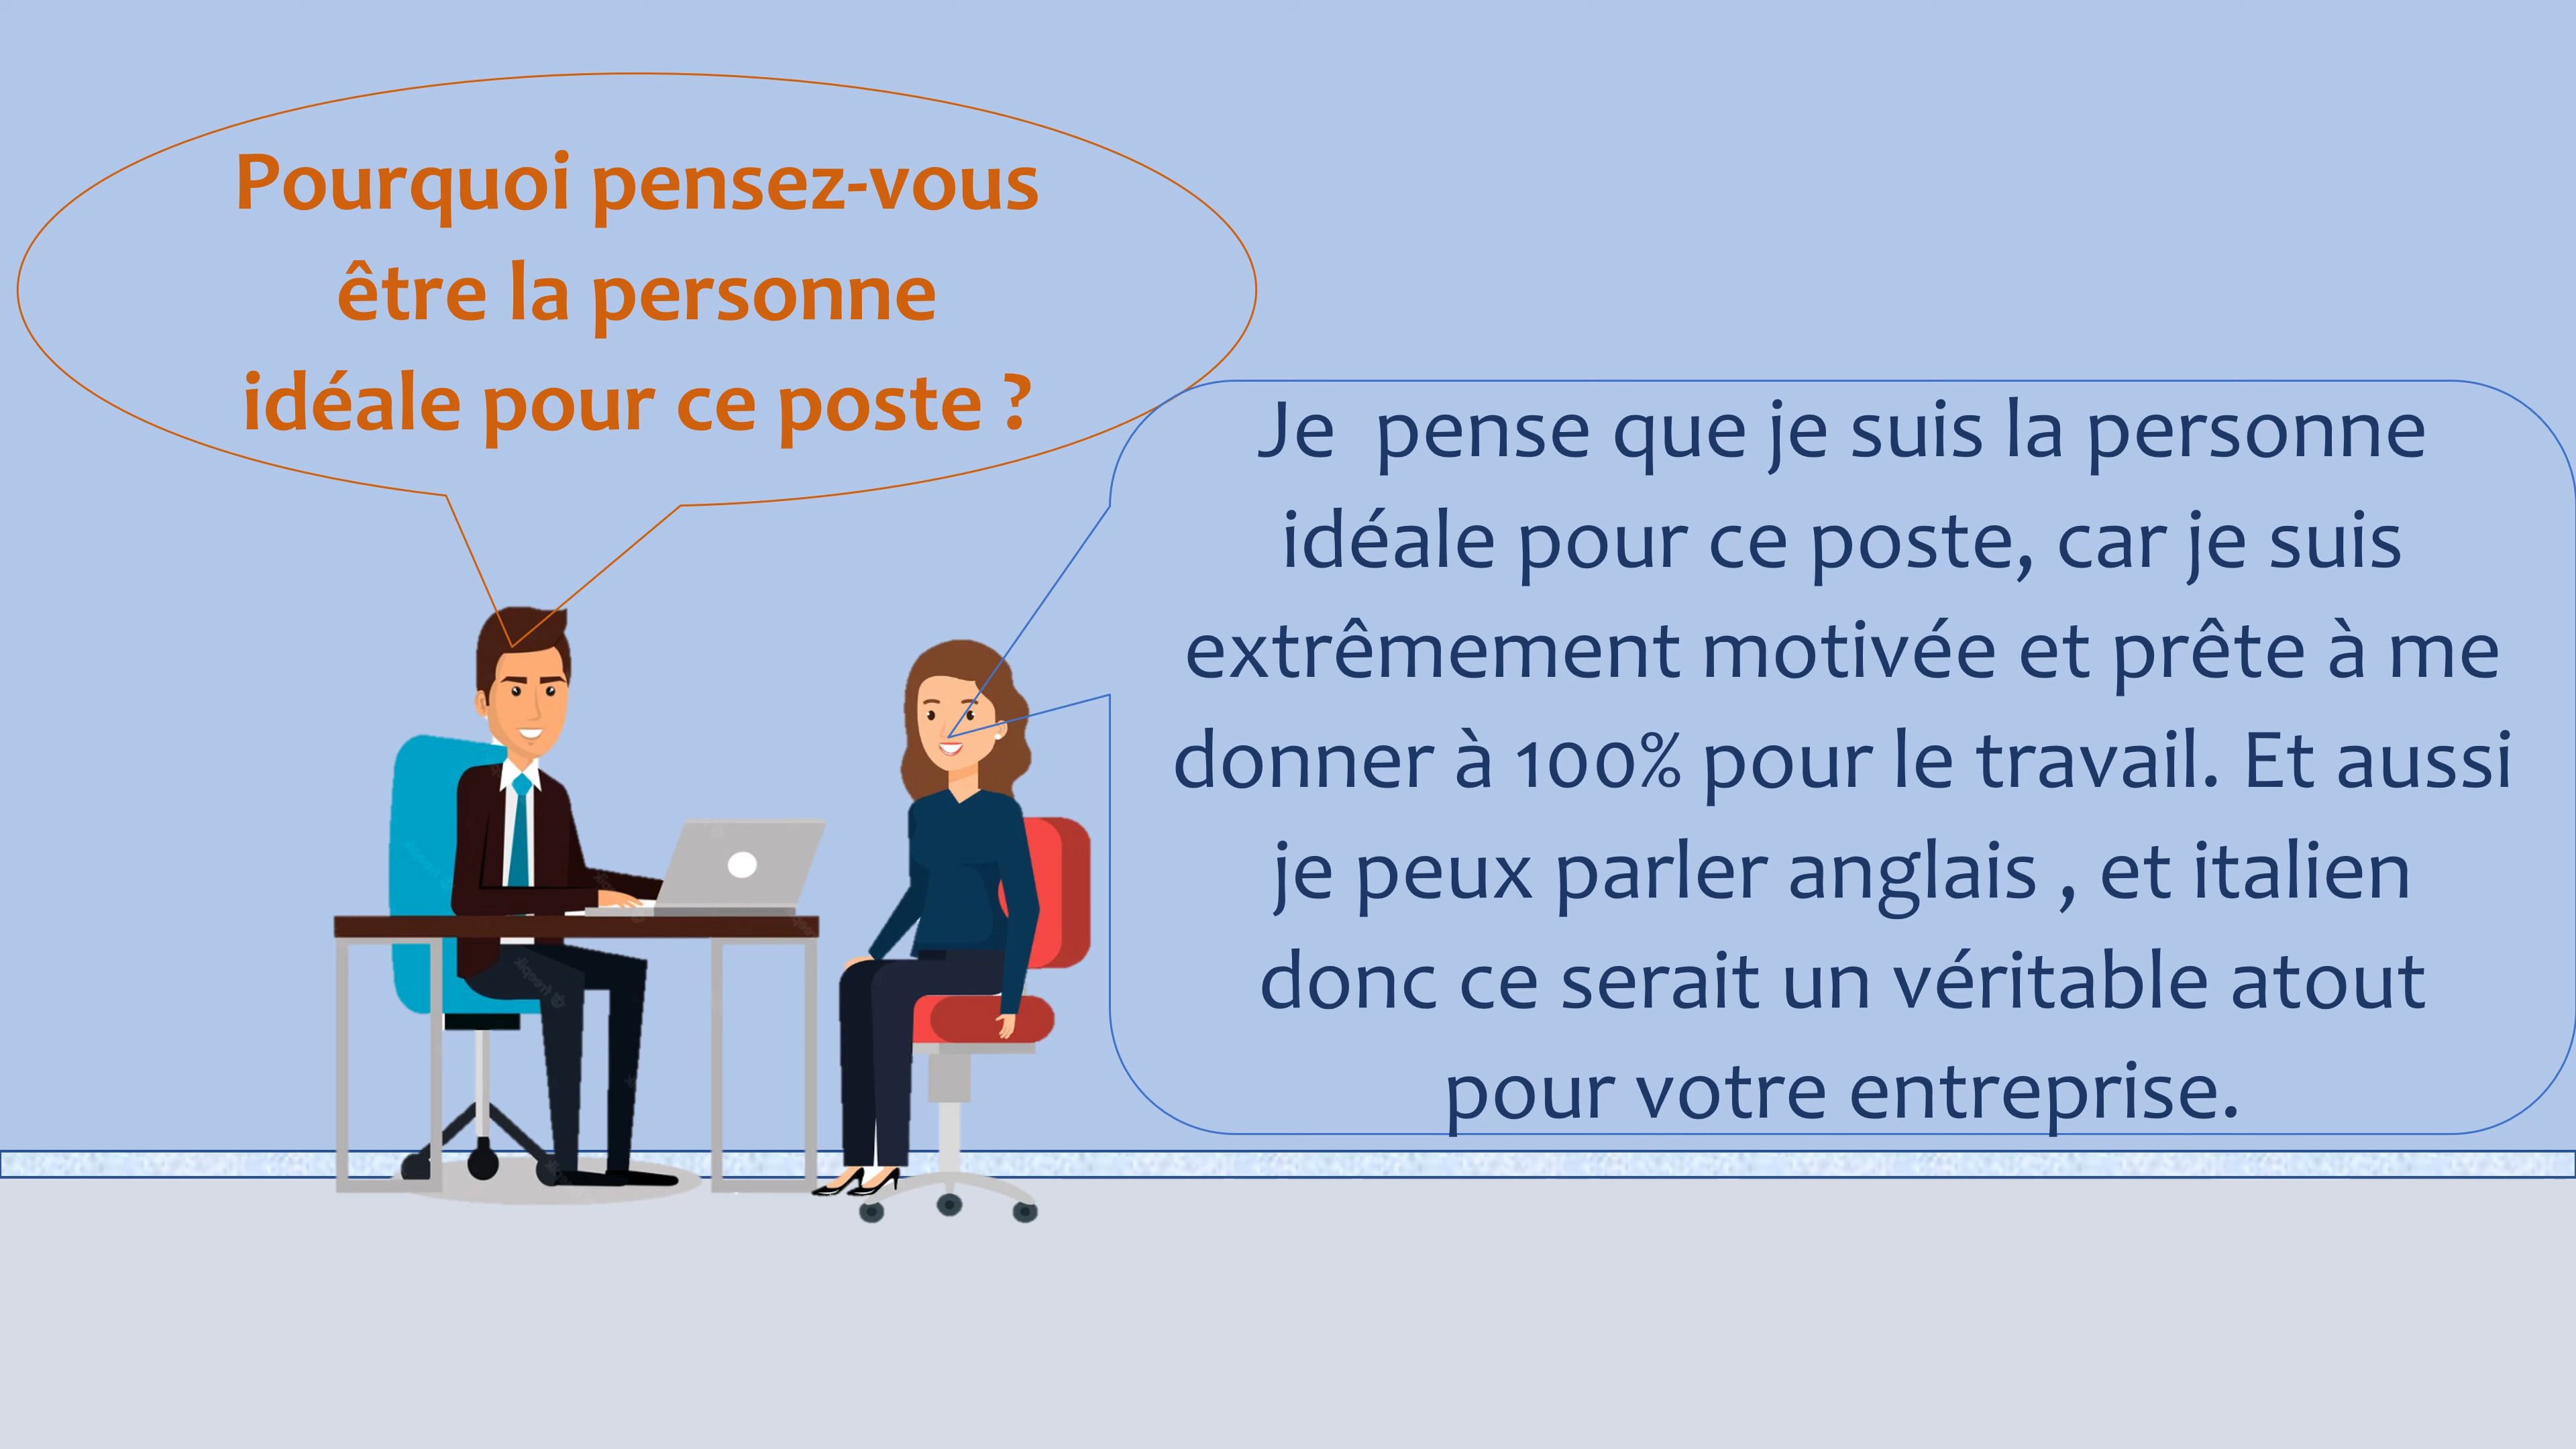 Pourquoi pensez-vous
être la personne
idéale pour ce poste ?
Je  pense que je suis la personne
idéale pour ce poste, car je suis
extrêmement motivée et prête à me
donner à 100% pour le travail. Et aussi
je peux parler anglais , et italien
donc ce serait un véritable atout
pour votre entreprise.